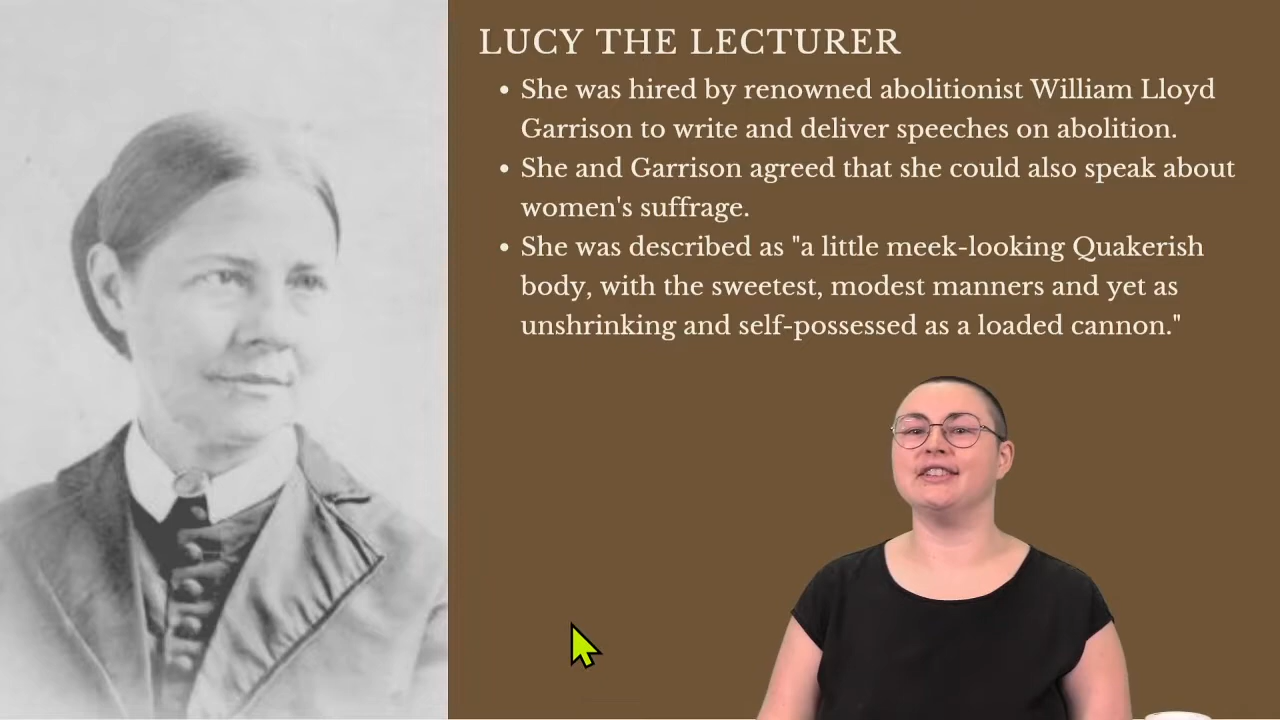 LUCY THE LECTURER
• She was hired by renowned abolitionist William Lloyd
Garrison to write and deliver speeches on abolition.
• She and Garrison agreed that she could also speak about
women's suffrage.
• She was described as "a little meek-looking Quakerish
body, with the sweetest, modest manners and yet as
unshrinking and self-possessed as a loaded cannon."